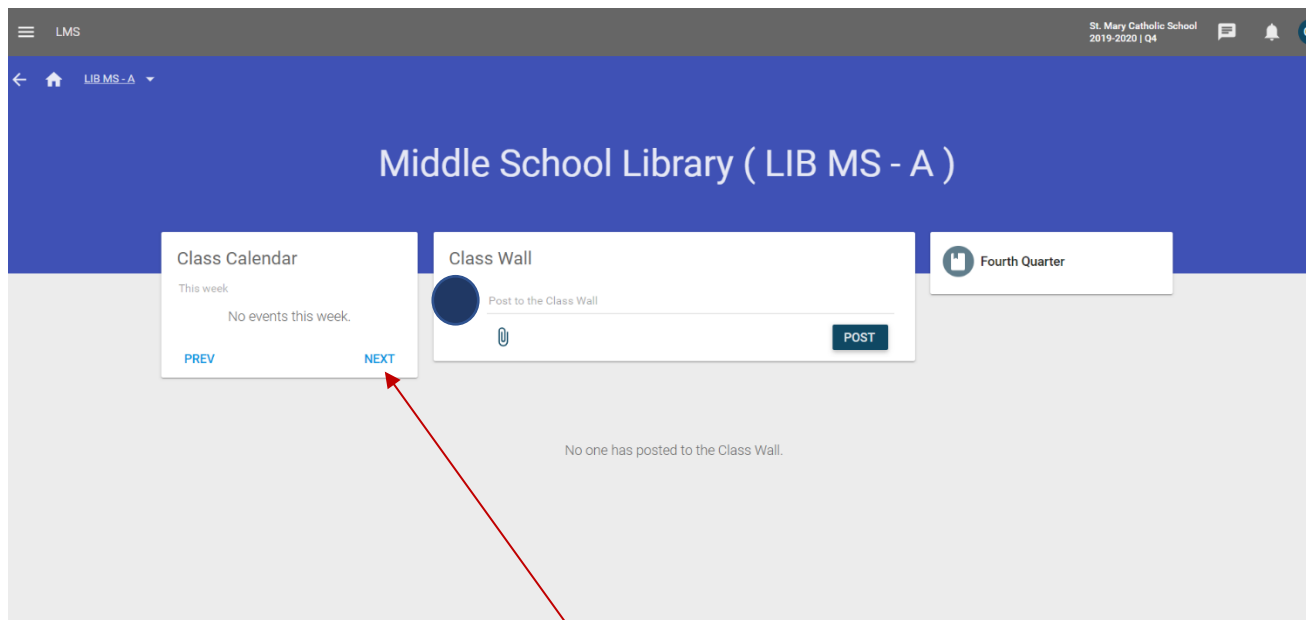 LMS
St. Mary Catholic School
2019-2020 | Q4
LIB MS - A
Middle School Library ( LIB MS - A )
Class Calendar
This week
No events this week.
PREV NEXT
Class Wall
Post to the Class Wall
POST
Fourth Quarter
No one has posted to the Class Wall.